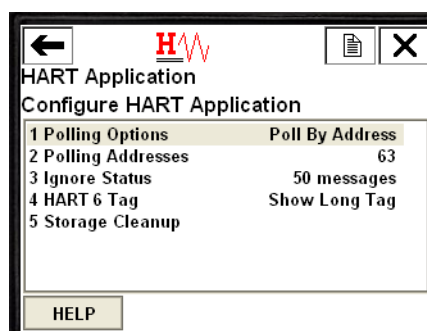 H
HART Application
Configure HART Application
1 Polling Options Poll By Address
2 Polling Addresses 63
3 Ignore Status 50 messages
4 HART 6 Tag Show Long Tag
5 Storage Cleanup
HELP